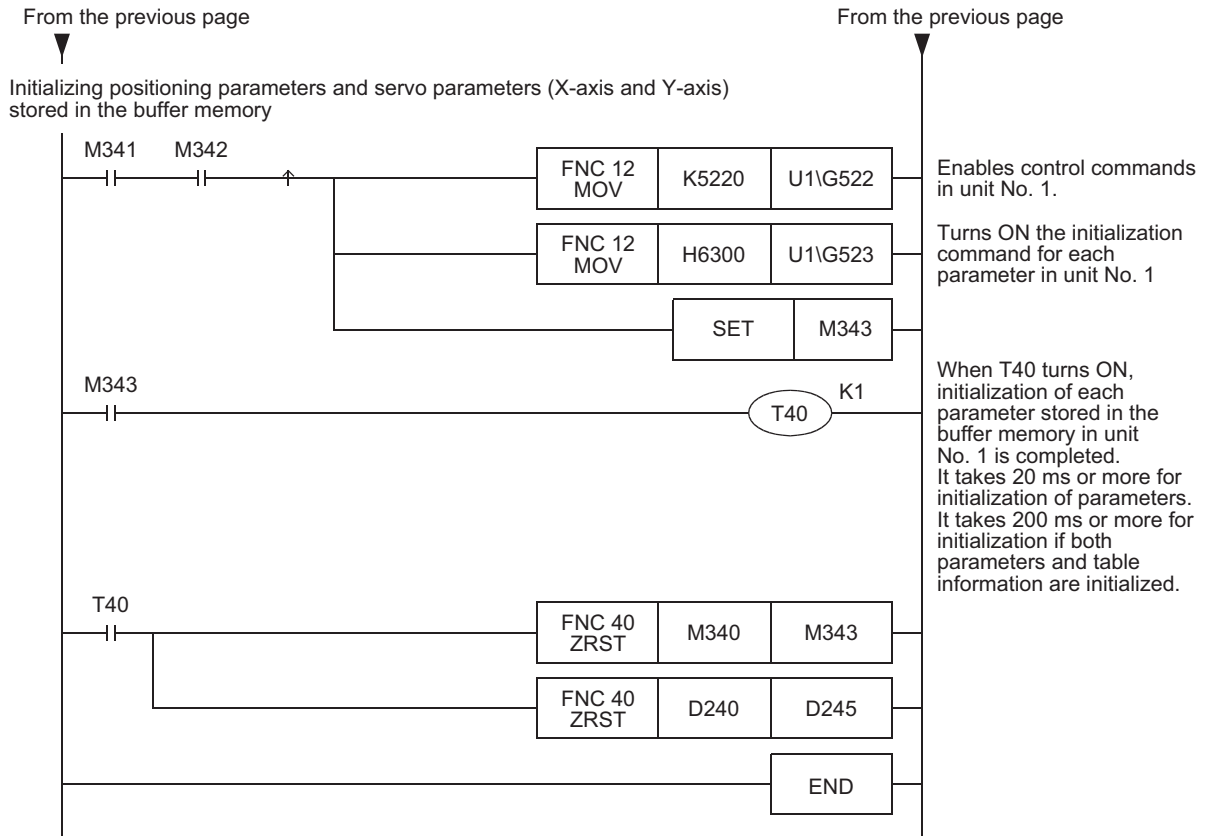 From the previous page
From the previous page
Initializing positioning parameters and servo parameters (X-axis and Y-axis)
stored in the buffer memory
M341 M342
FNC 12
MOV
K5220
U1\G522
Enables control commands
in unit No. 1.
FNC 12
MOV
H6300
U1\G523
Turns ON the initialization
command for each
parameter in unit No. 1
SET
M343
M343
T40
K1
When T40 turns ON,
initialization of each
parameter stored in the
buffer memory in unit
No. 1 is completed.
It takes 20 ms or more for
initialization of parameters.
It takes 200 ms or more for
initialization if both
parameters and table
information are initialized.
T40
FNC 40
ZRST
M340
M343
FNC 40
ZRST
D240
D245
END